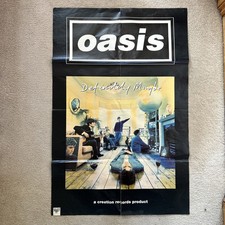 oasis
Definitely Maybe
a creation records product